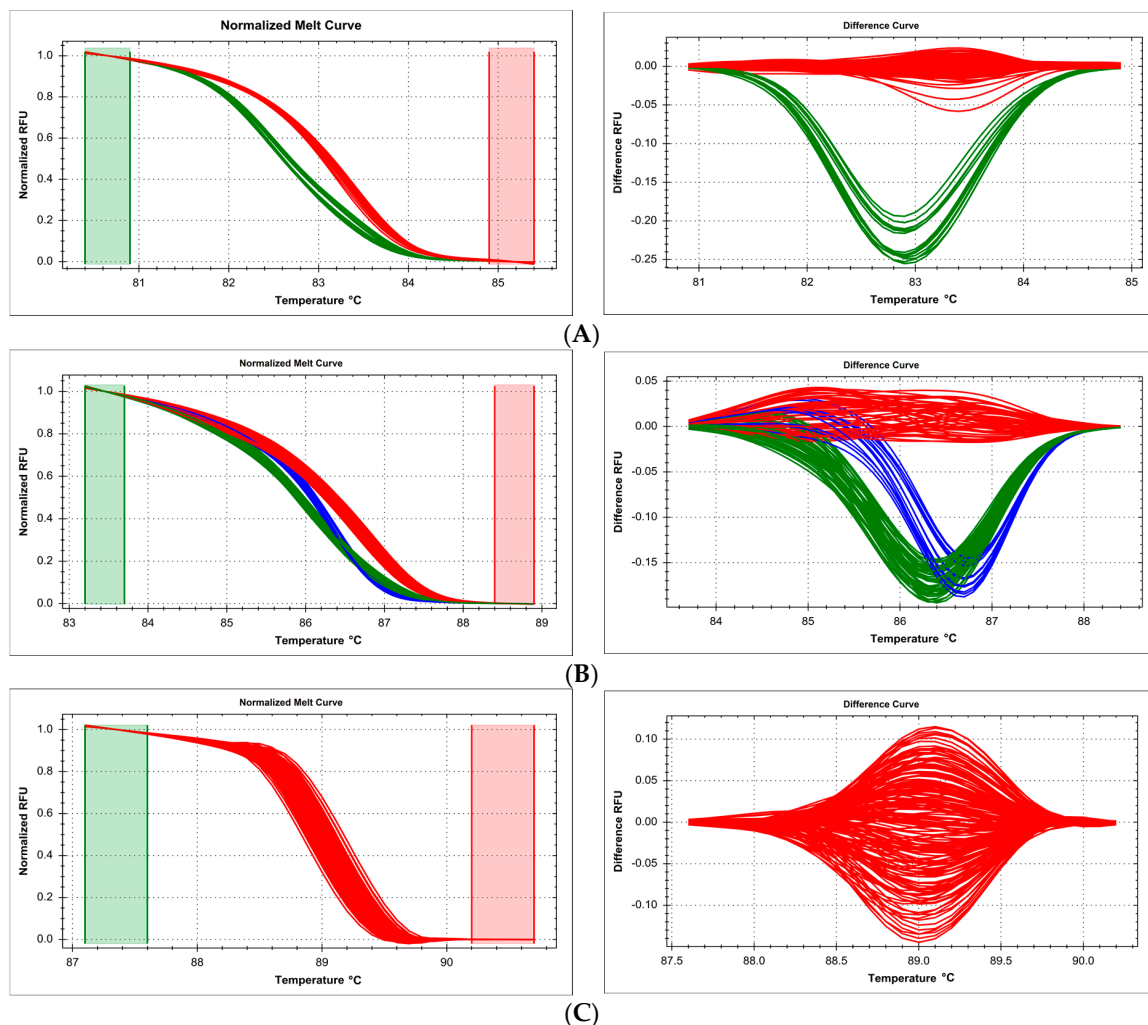 Normalized Melt Curve
1.0
0.8
0.6
0.4
0.2
0.0
Normalized RFU
81 82 83 84 85
Temperature °C
Difference Curve
0.00
-0.05
-0.10
-0.15
-0.20
-0.25
Difference RFU
81 82 83 84 85
Temperature °C
(A)
Normalized Melt Curve
1.0
0.8
0.6
0.4
0.2
0.0
Normalized RFU
83 84 85 86 87 88 89
Temperature °C
Difference Curve
0.05
0.00
-0.05
-0.10
-0.15
Difference RFU
84 85 86 87 88
Temperature °C
(B)
Normalized Melt Curve
1.0
0.8
0.6
0.4
0.2
0.0
Normalized RFU
87 88 89 90
Temperature °C
Difference Curve
0.10
0.05
0.00
-0.05
-0.10
Difference RFU
87.5 88.0 88.5 89.0 89.5 90.0
Temperature °C
(C)